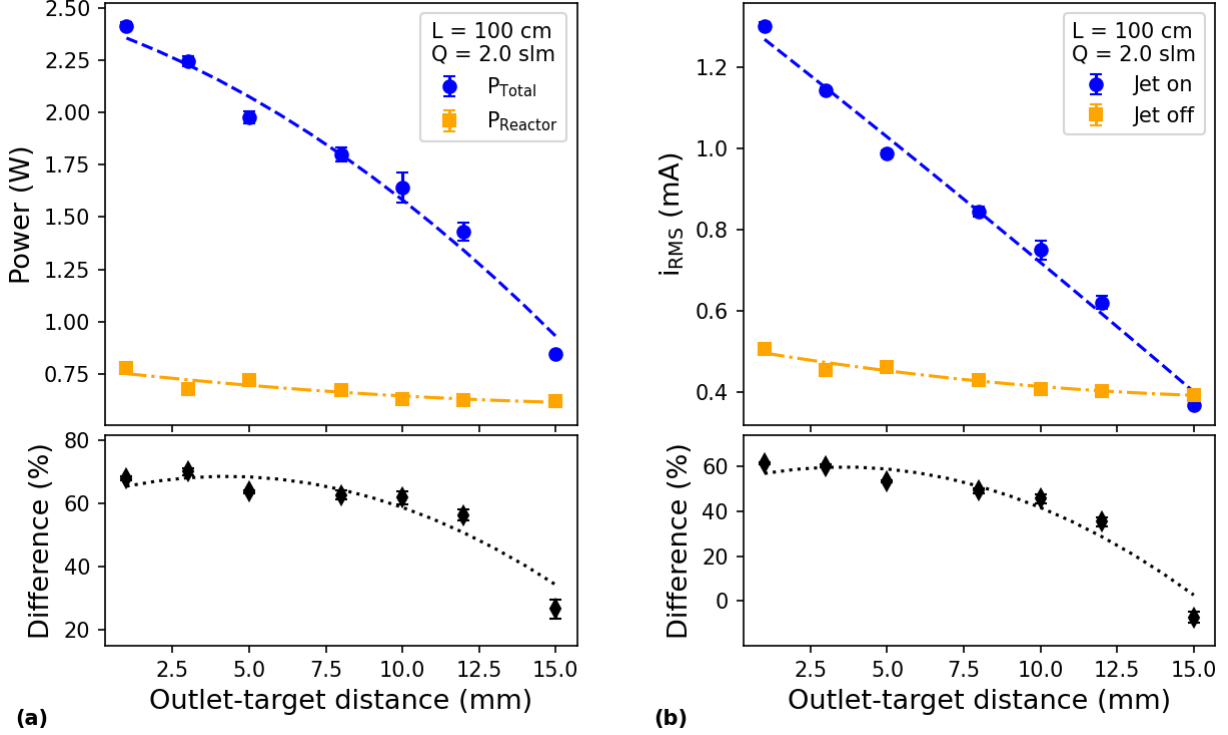 2.50
2.25
2.00
1.75
1.50
1.25
1.00
0.75
Power (W)
L = 100 cm
Q = 2.0 slm
P_Total
P_Reactor
80
60
40
20
Difference (%)
2.5 5.0 7.5 10.0 12.5 15.0
Outlet-target distance (mm)
(a)
1.2
1.0
0.8
0.6
0.4
i_RMS (mA)
L = 100 cm
Q = 2.0 slm
Jet on
Jet off
60
40
20
0
Difference (%)
2.5 5.0 7.5 10.0 12.5 15.0
Outlet-target distance (mm)
(b)